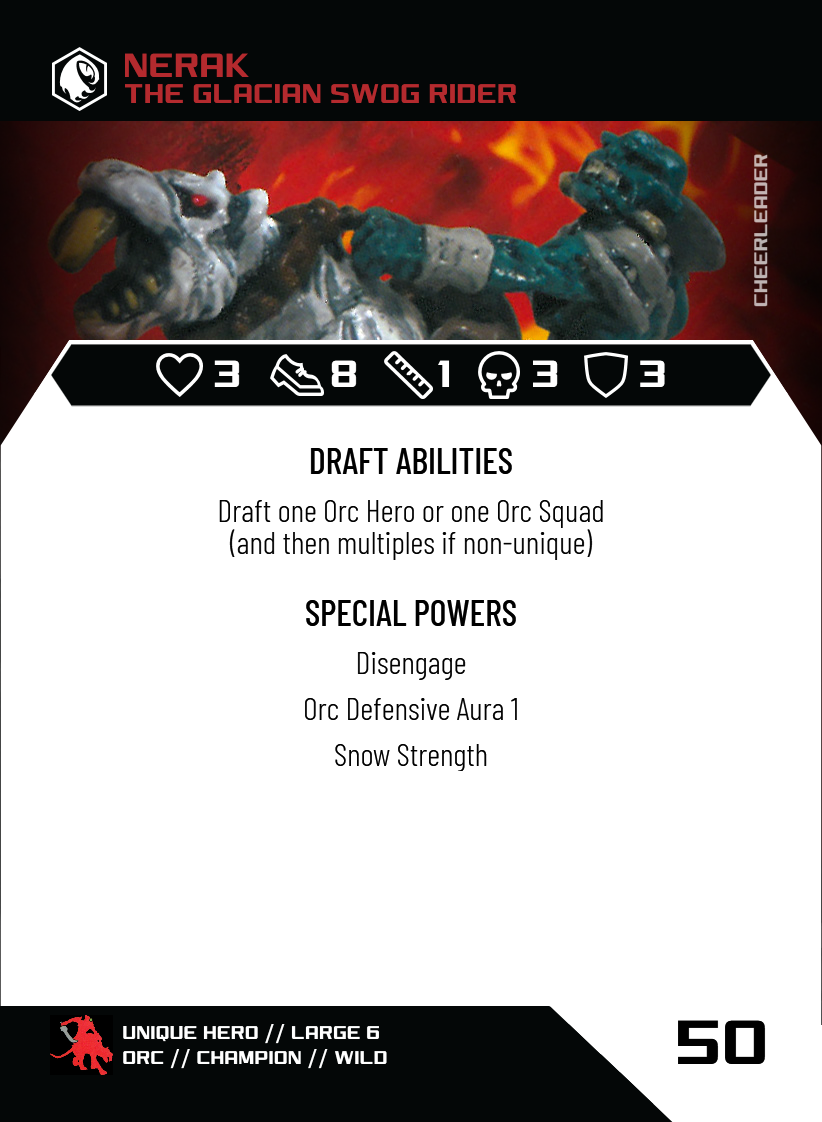 NERAK
THE GLACIAN SWOG RIDER
CHEERLEADER
3 8 1 3 3
DRAFT ABILITIES
Draft one Orc Hero or one Orc Squad
(and then multiples if non-unique)
SPECIAL POWERS
Disengage
Orc Defensive Aura 1
Snow Strength
UNIQUE HERO // LARGE 6
ORC // CHAMPION // WILD
50